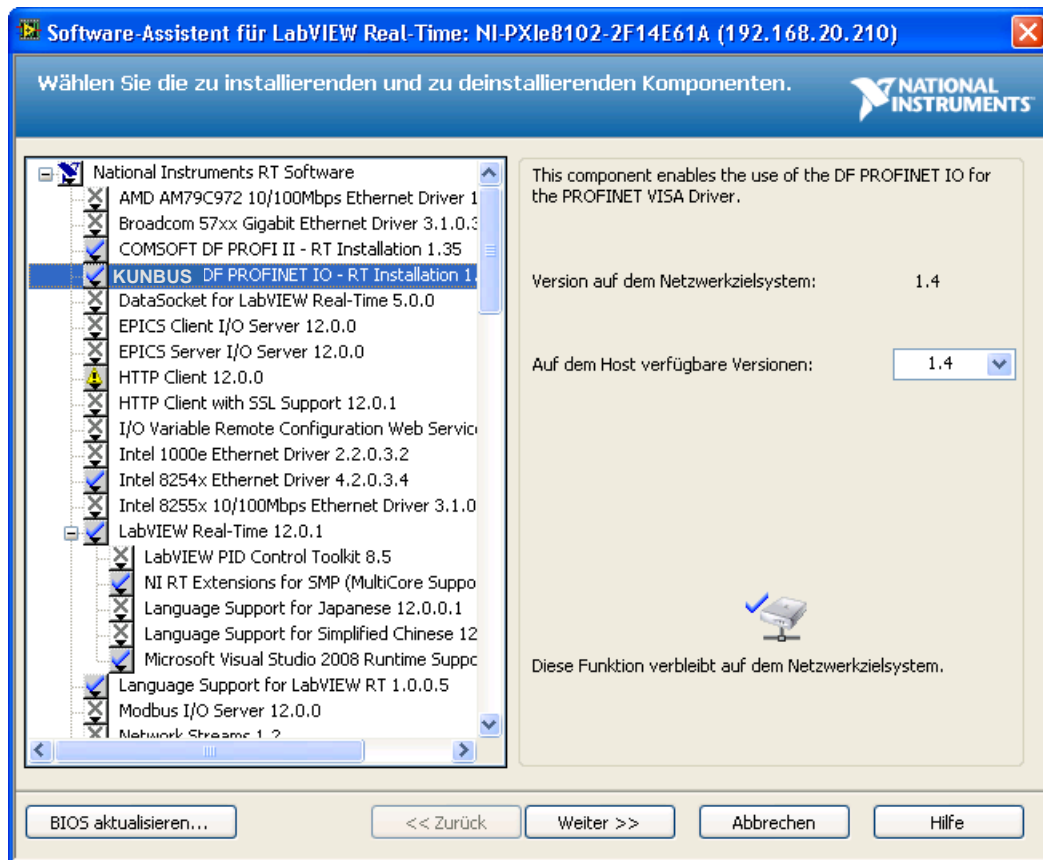 Software-Assistent für LabVIEW Real-Time: NI-PXIe8102-2F14E61A (192.168.20.210)
Wählen Sie die zu installierenden und zu deinstallierenden Komponenten.
NATIONAL
INSTRUMENTS
National Instruments RT Software
AMD AM79C972 10/100Mbps Ethernet Driver 1
Broadcom 57xx Gigabit Ethernet Driver 3.1.0.3
COMSOFT DF PROFI II - RT Installation 1.35
KUNBUS DF PROFINET IO - RT Installation 1.
DataSocket for LabVIEW Real-Time 5.0.0
EPICS Client I/O Server 12.0.0
EPICS Server I/O Server 12.0.0
HTTP Client 12.0.0
HTTP Client with SSL Support 12.0.1
I/O Variable Remote Configuration Web Servic
Intel 1000e Ethernet Driver 2.2.0.3.2
Intel 8254x Ethernet Driver 4.2.0.3.4
Intel 8255x 10/100Mbps Ethernet Driver 3.1.0
LabVIEW Real-Time 12.0.1
LabVIEW PID Control Toolkit 8.5
NI RT Extensions for SMP (MultiCore Suppo
Language Support for Japanese 12.0.0.1
Language Support for Simplified Chinese 12
Microsoft Visual Studio 2008 Runtime Suppo
Language Support for LabVIEW RT 1.0.0.5
Modbus I/O Server 12.0.0
Network Streams 1.2
This component enables the use of the DF PROFINET IO for
the PROFINET VISA Driver.
Version auf dem Netzwerkzielsystem: 1.4
Auf dem Host verfügbare Versionen: 1.4
Diese Funktion verbleibt auf dem Netzwerkzielsystem.
BIOS aktualisieren... << Zurück Weiter >> Abbrechen Hilfe